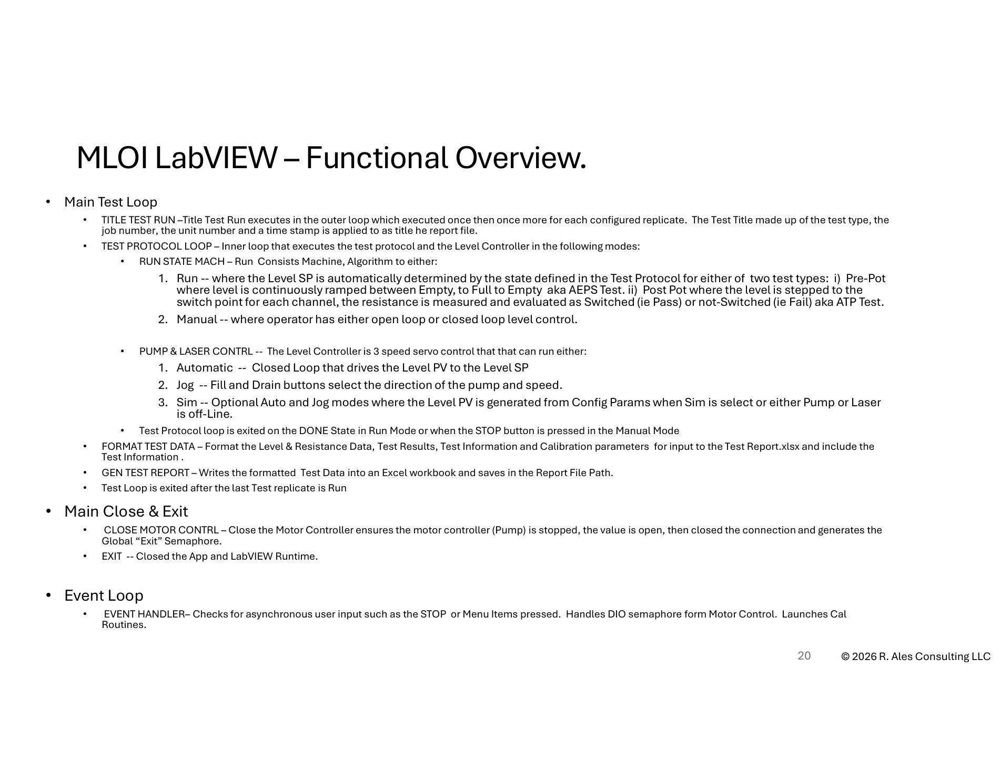 MLOI LabVIEW – Functional Overview.
• Main Test Loop
• TITLE TEST RUN –Title Test Run executes in the outer loop which executed once then once more for each configured replicate. The Test Title made up of the test type, the
job number, the unit number and a time stamp is applied to as title he report file.
• TEST PROTOCOL LOOP – Inner loop that executes the test protocol and the Level Controller in the following modes:
• RUN STATE MACH – Run Consists Machine, Algorithm to either:
1. Run -- where the Level SP is automatically determined by the state defined in the Test Protocol for either of two test types: i) Pre-Pot
where level is continuously ramped between Empty, to Full to Empty aka AEPS Test. ii) Post Pot where the level is stepped to the
switch point for each channel, the resistance is measured and evaluated as Switched (ie Pass) or not-Switched (ie Fail) aka ATP Test.
2. Manual -- where operator has either open loop or closed loop level control.
• PUMP & LASER CONTRL -- The Level Controller is 3 speed servo control that that can run either:
1. Automatic -- Closed Loop that drives the Level PV to the Level SP
2. Jog -- Fill and Drain buttons select the direction of the pump and speed.
3. Sim -- Optional Auto and Jog modes where the Level PV is generated from Config Params when Sim is select or either Pump or Laser
is off-Line.
• Test Protocol loop is exited on the DONE State in Run Mode or when the STOP button is pressed in the Manual Mode
• FORMAT TEST DATA – Format the Level & Resistance Data, Test Results, Test Information and Calibration parameters for input to the Test Report.xlsx and include the
Test Information .
• GEN TEST REPORT – Writes the formatted Test Data into an Excel workbook and saves in the Report File Path.
• Test Loop is exited after the last Test replicate is Run
• Main Close & Exit
• CLOSE MOTOR CONTRL – Close the Motor Controller ensures the motor controller (Pump) is stopped, the value is open, then closed the connection and generates the
Global “Exit” Semaphore.
• EXIT -- Closed the App and LabVIEW Runtime.
• Event Loop
• EVENT HANDLER– Checks for asynchronous user input such as the STOP or Menu Items pressed. Handles DIO semaphore form Motor Control. Launches Cal
Routines.
20
© 2026 R. Ales Consulting LLC